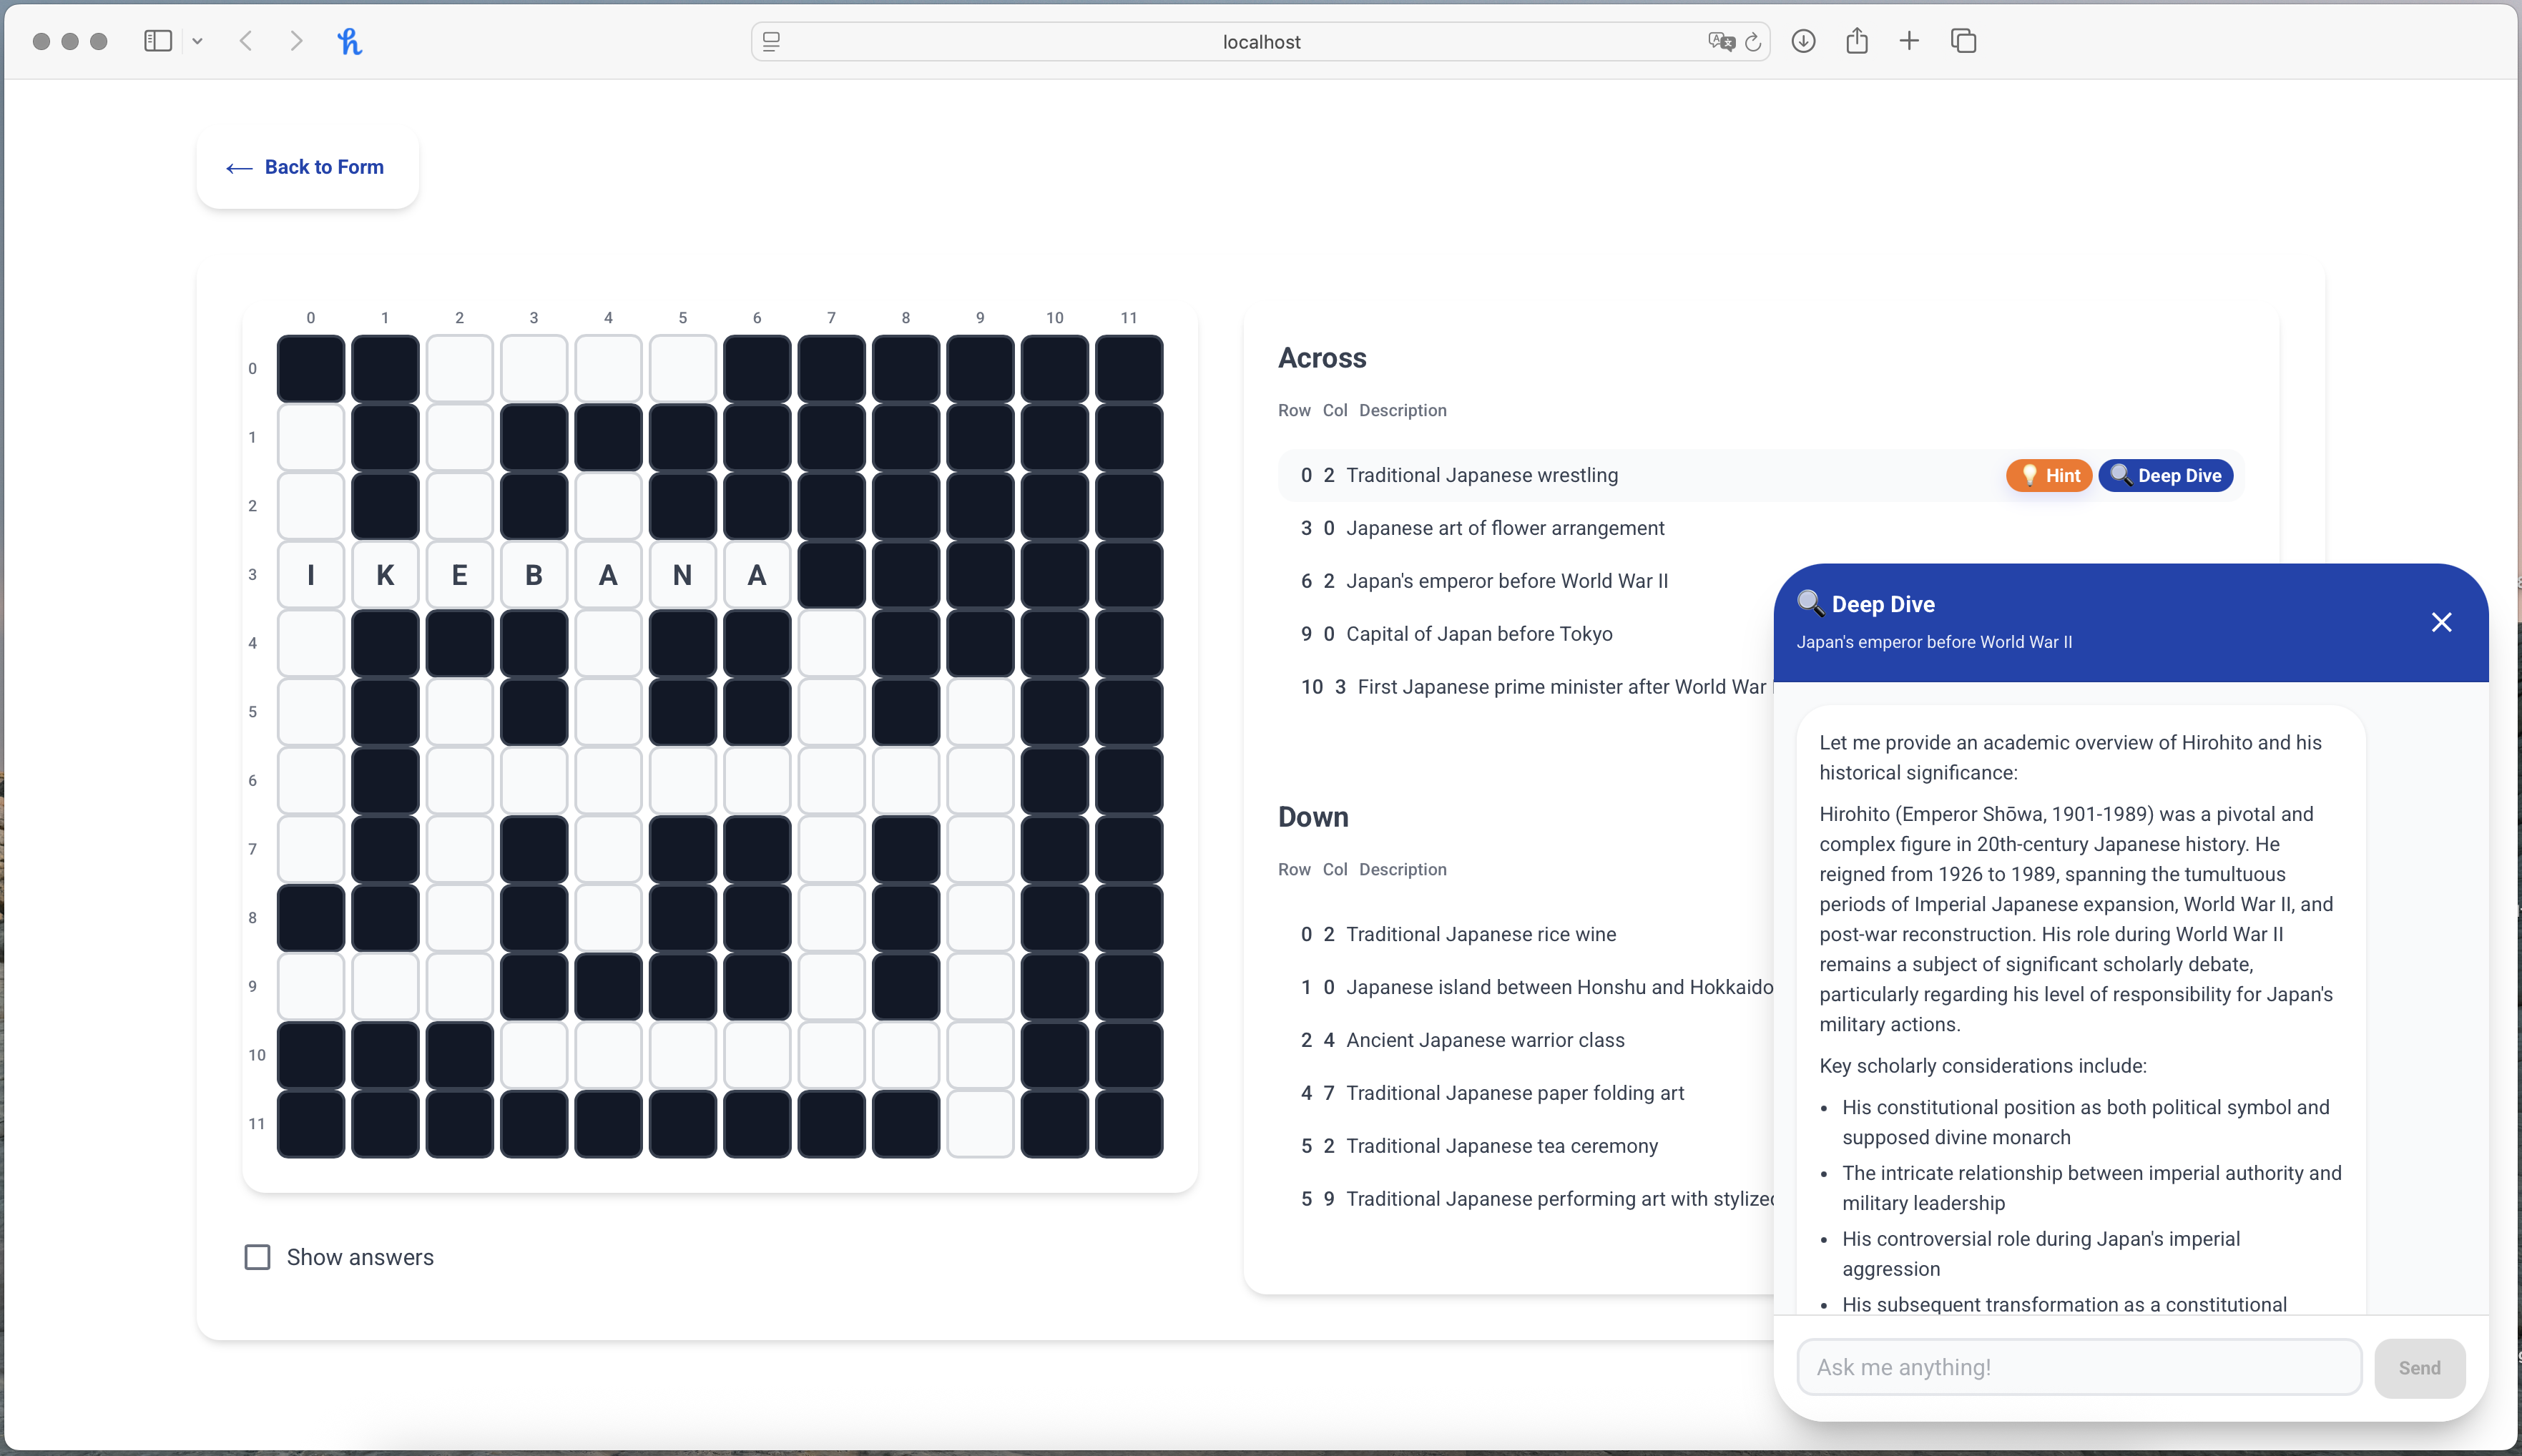 localhost
← Back to Form
0 1 2 3 4 5 6 7 8 9 10 11
0
1
2
3 I K E B A N A
4
5
6
7
8
9
10
11
Show answers
Across
Row Col Description
0 2 Traditional Japanese wrestling 💡 Hint 🔍 Deep Dive
3 0 Japanese art of flower arrangement
6 2 Japan's emperor before World War II
9 0 Capital of Japan before Tokyo
10 3 First Japanese prime minister after World War
Down
Row Col Description
0 2 Traditional Japanese rice wine
1 0 Japanese island between Honshu and Hokkaido
2 4 Ancient Japanese warrior class
4 7 Traditional Japanese paper folding art
5 2 Traditional Japanese tea ceremony
5 9 Traditional Japanese performing art with stylized
🔍 Deep Dive
Japan's emperor before World War II
Let me provide an academic overview of Hirohito and his
historical significance:
Hirohito (Emperor Shōwa, 1901-1989) was a pivotal and
complex figure in 20th-century Japanese history. He
reigned from 1926 to 1989, spanning the tumultuous
periods of Imperial Japanese expansion, World War II, and
post-war reconstruction. His role during World War II
remains a subject of significant scholarly debate,
particularly regarding his level of responsibility for Japan's
military actions.
Key scholarly considerations include:
• His constitutional position as both political symbol and
supposed divine monarch
• The intricate relationship between imperial authority and
military leadership
• His controversial role during Japan's imperial
aggression
• His subsequent transformation as a constitutional
Ask me anything!
Send